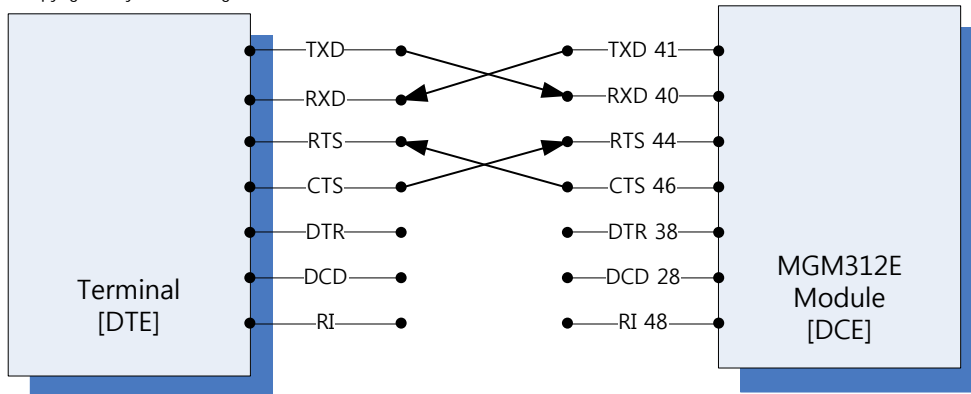 TXD
RXD
RTS
CTS
DTR
DCD
RI
Terminal
[DTE]
TXD 41
RXD 40
RTS 44
CTS 46
DTR 38
DCD 28
RI 48
MGM312E
Module
[DCE]